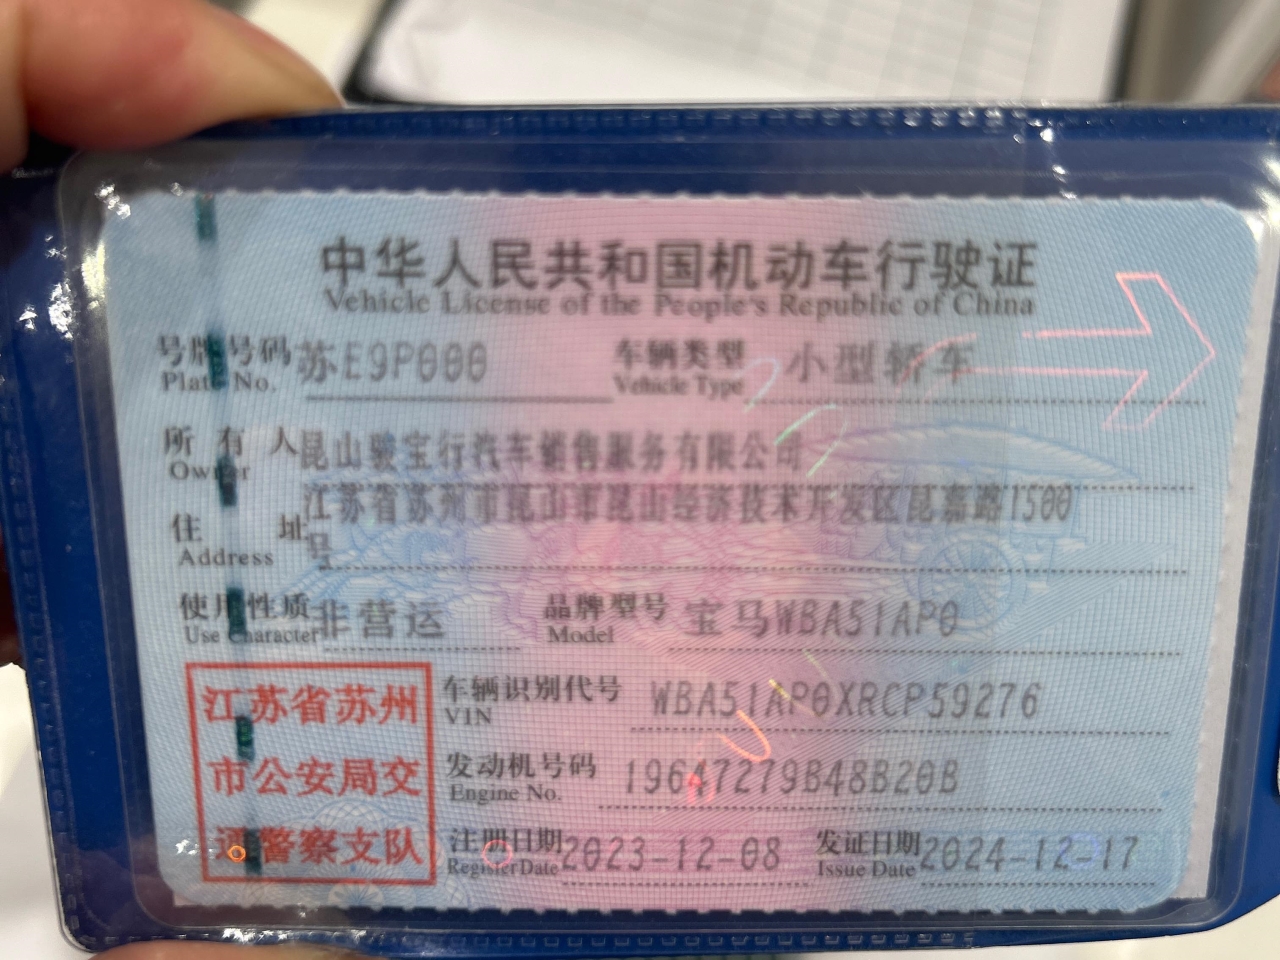 中华人民共和国机动车行驶证
Vehicle License of the People's Republic of China
号牌号码 苏E9P000 车辆类型 小型轿车
Plate No. Vehicle Type
所有人 昆山骏宝行汽车销售服务有限公司
Owner
住址 江苏省苏州市昆山市昆山经济技术开发区昆嘉路1500
号
Address
使用性质 非营运 品牌型号 宝马WBA51AP0
Use Character Model
江苏省苏州
市公安局交
通警察支队
车辆识别代号 WBA51AP0XRCP59276
VIN
发动机号码 19647279B48B20B
Engine No.
注册日期 2023-12-08 发证日期 2024-12-17
Register Date Issue Date